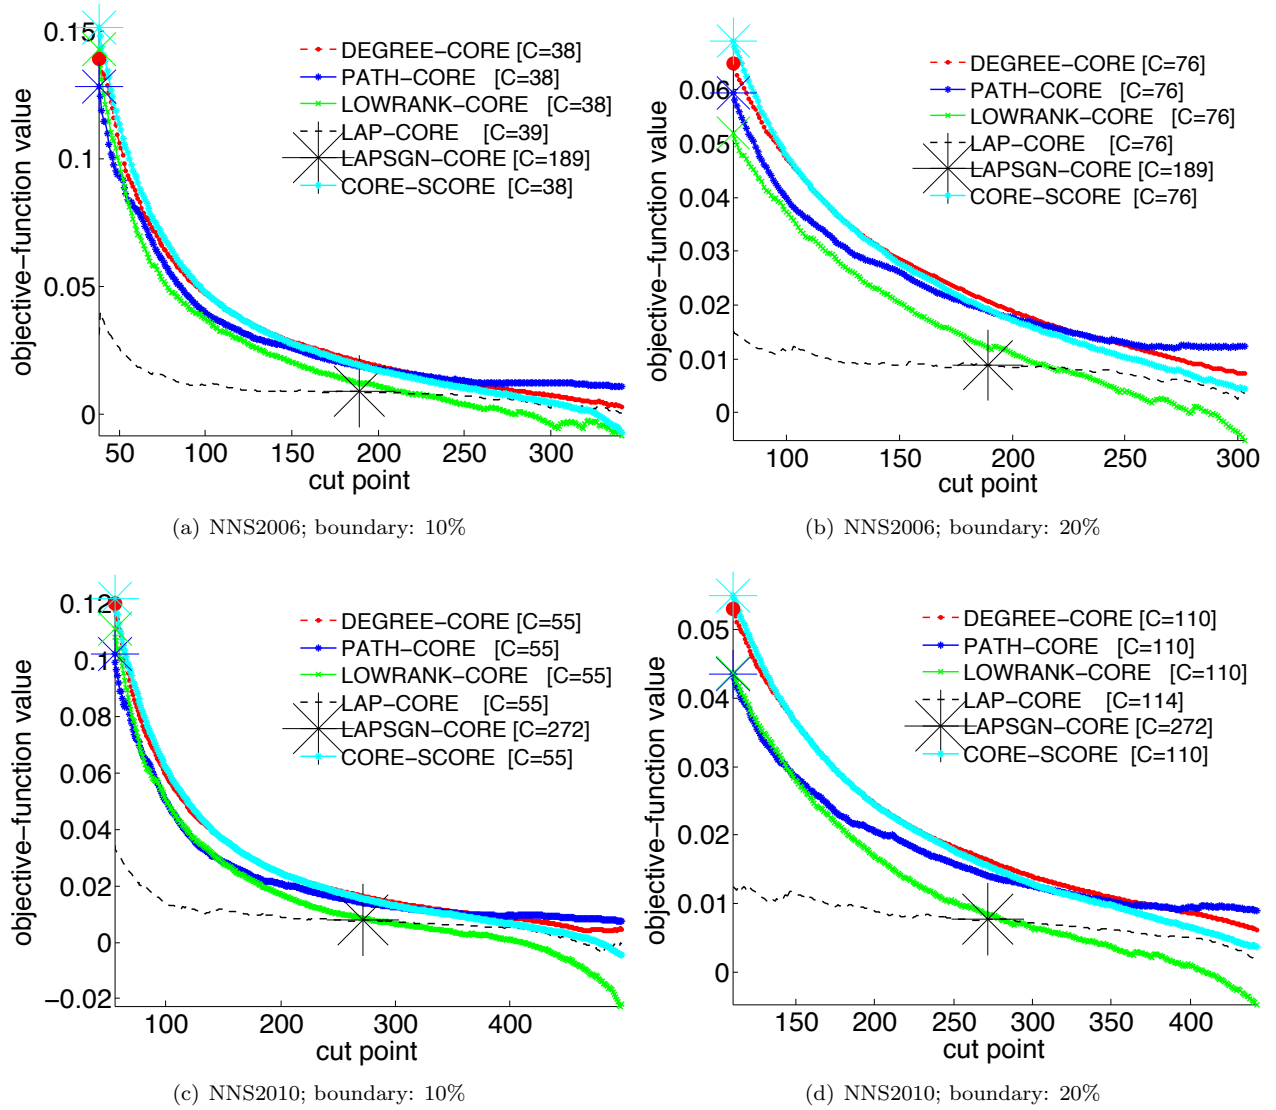 objective-function value
0.15
0.1
0.05
0
DEGREE-CORE [C=38]
PATH-CORE [C=38]
LOWRANK-CORE [C=38]
LAP-CORE [C=39]
LAPSGN-CORE [C=189]
CORE-SCORE [C=38]
50 100 150 200 250 300
cut point
(a) NNS2006; boundary: 10%
objective-function value
0.06
0.05
0.04
0.03
0.02
0.01
0
DEGREE-CORE [C=76]
PATH-CORE [C=76]
LOWRANK-CORE [C=76]
LAP-CORE [C=76]
LAPSGN-CORE [C=189]
CORE-SCORE [C=76]
100 150 200 250 300
cut point
(b) NNS2006; boundary: 20%
objective-function value
0.12
0.1
0.08
0.06
0.04
0.02
0
-0.02
DEGREE-CORE [C=55]
PATH-CORE [C=55]
LOWRANK-CORE [C=55]
LAP-CORE [C=55]
LAPSGN-CORE [C=272]
CORE-SCORE [C=55]
100 200 300 400
cut point
(c) NNS2010; boundary: 10%
objective-function value
0.05
0.04
0.03
0.02
0.01
0
DEGREE-CORE [C=110]
PATH-CORE [C=110]
LOWRANK-CORE [C=110]
LAP-CORE [C=114]
LAPSGN-CORE [C=272]
CORE-SCORE [C=110]
150 200 250 300 350 400
cut point
(d) NNS2010; boundary: 20%